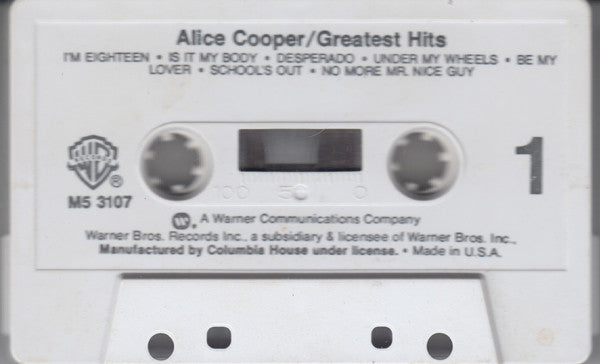 Alice Cooper/Greatest Hits
I'M EIGHTEEN • IS IT MY BODY • DESPERADO • UNDER MY WHEELS • BE MY
LOVER • SCHOOL'S OUT • NO MORE MR. NICE GUY
WB RECORDS ®
1
M5 3107
100 50 0
W ®. A Warner Communications Company
Warner Bros. Records Inc., a subsidiary & licensee of Warner Bros. Inc.,
Manufactured by Columbia House under license. • Made in U.S.A.